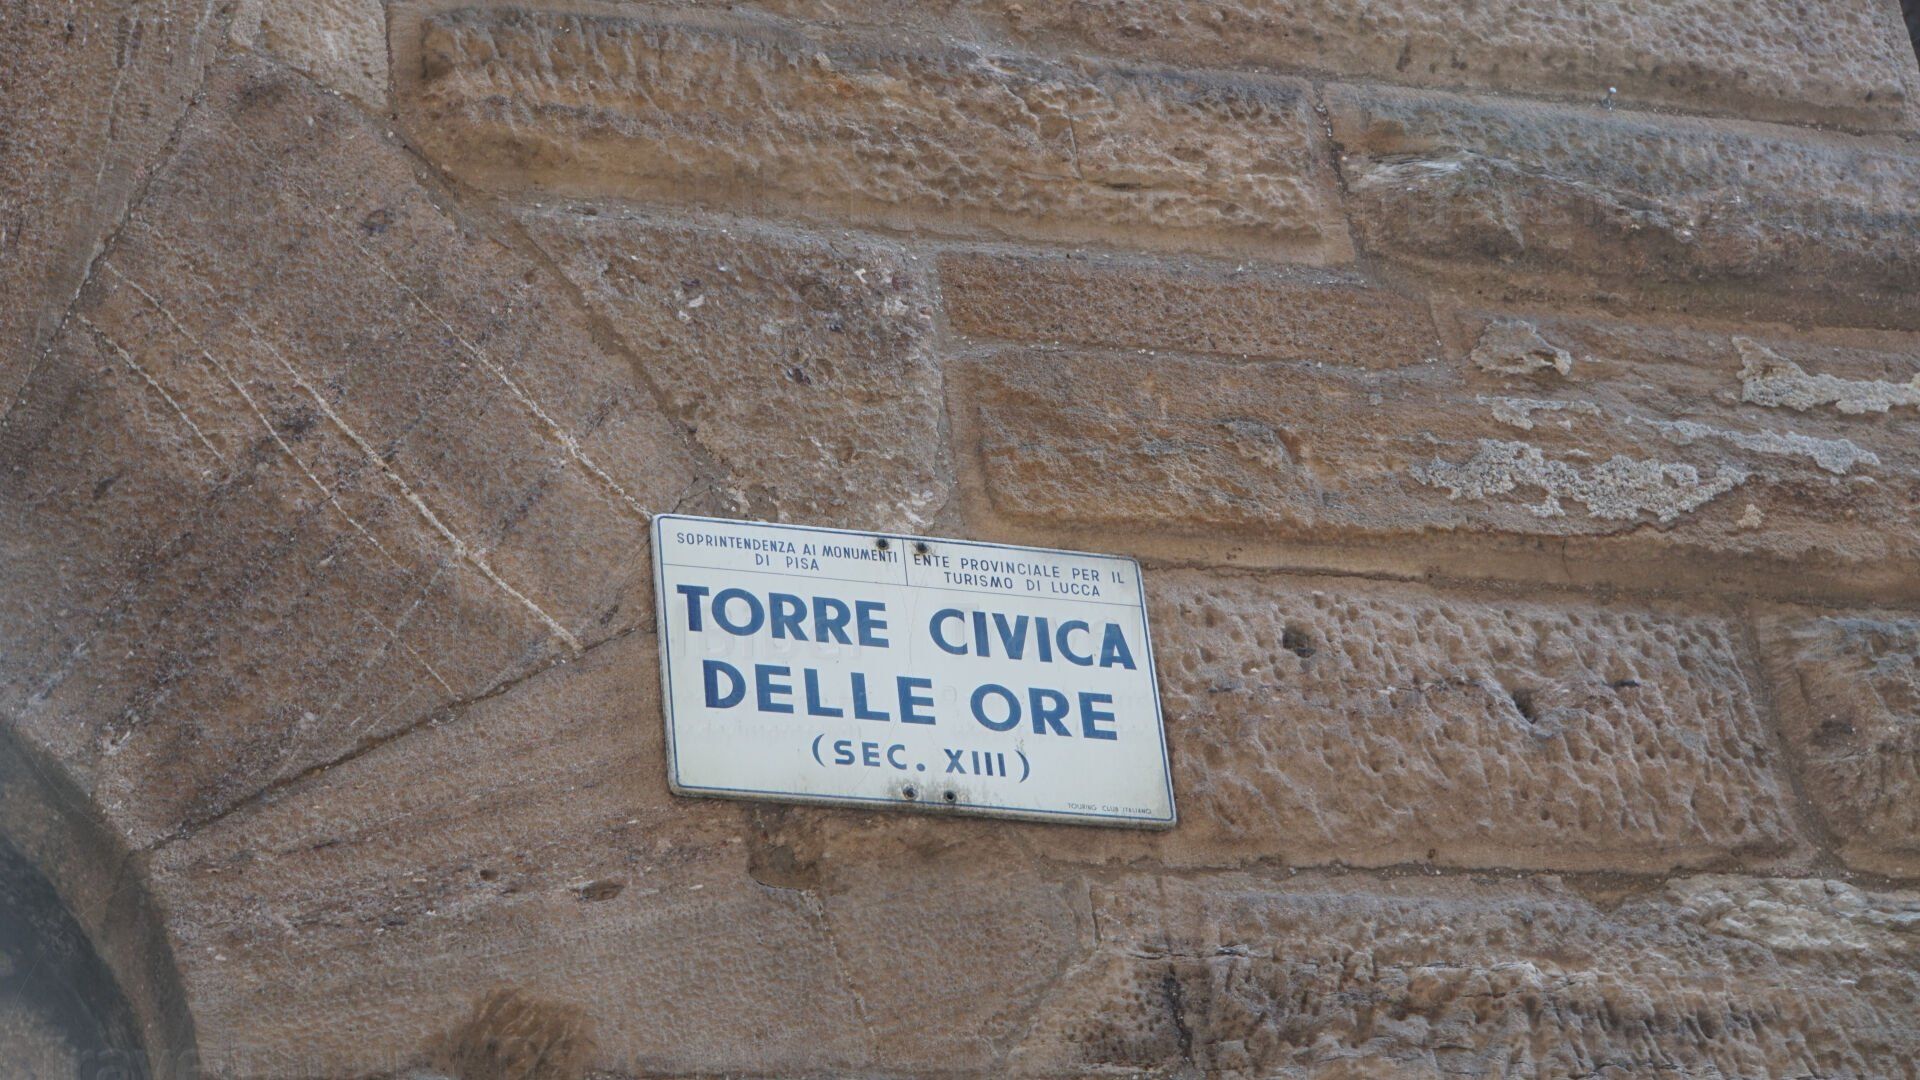 SOPRINTENDENZA AI MONUMENTI
DI PISA
ENTE PROVINCIALE PER IL
TURISMO DI LUCCA
TORRE CIVICA
DELLE ORE
(SEC. XIII)
TOURING CLUB ITALIANO